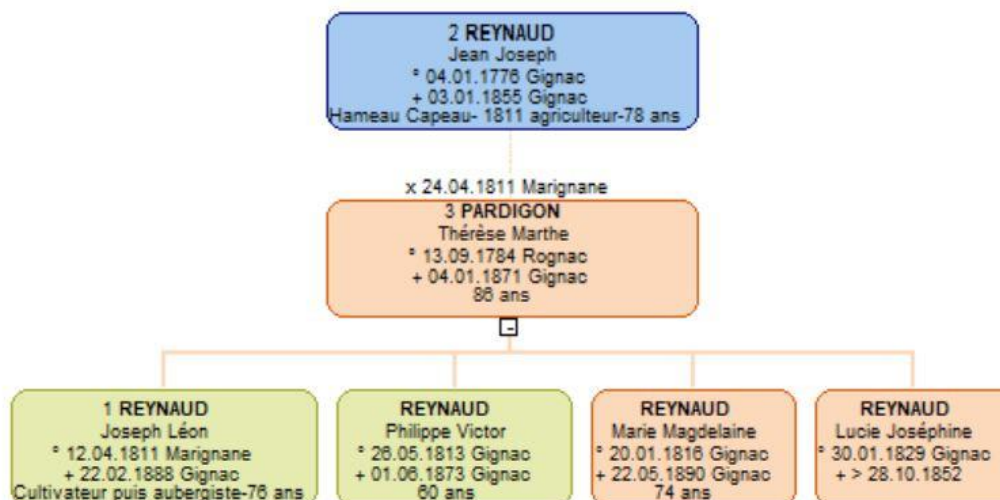 2 REYNAUD
Jean Joseph
° 04.01.1776 Gignac
+ 03.01.1855 Gignac
Hameau Capeau- 1811 agriculteur-78 ans
x 24.04.1811 Marignane
3 PARDIGON
Thérèse Marthe
° 13.09.1784 Rognac
+ 04.01.1871 Gignac
86 ans
1 REYNAUD
Joseph Léon
° 12.04.1811 Marignane
+ 22.02.1888 Gignac
Cultivateur puis aubergiste-76 ans
REYNAUD
Philippe Victor
° 26.05.1813 Gignac
+ 01.06.1873 Gignac
60 ans
REYNAUD
Marie Magdelaine
° 20.01.1816 Gignac
+ 22.05.1890 Gignac
74 ans
REYNAUD
Lucie Joséphine
° 30.01.1829 Gignac
+ > 28.10.1852